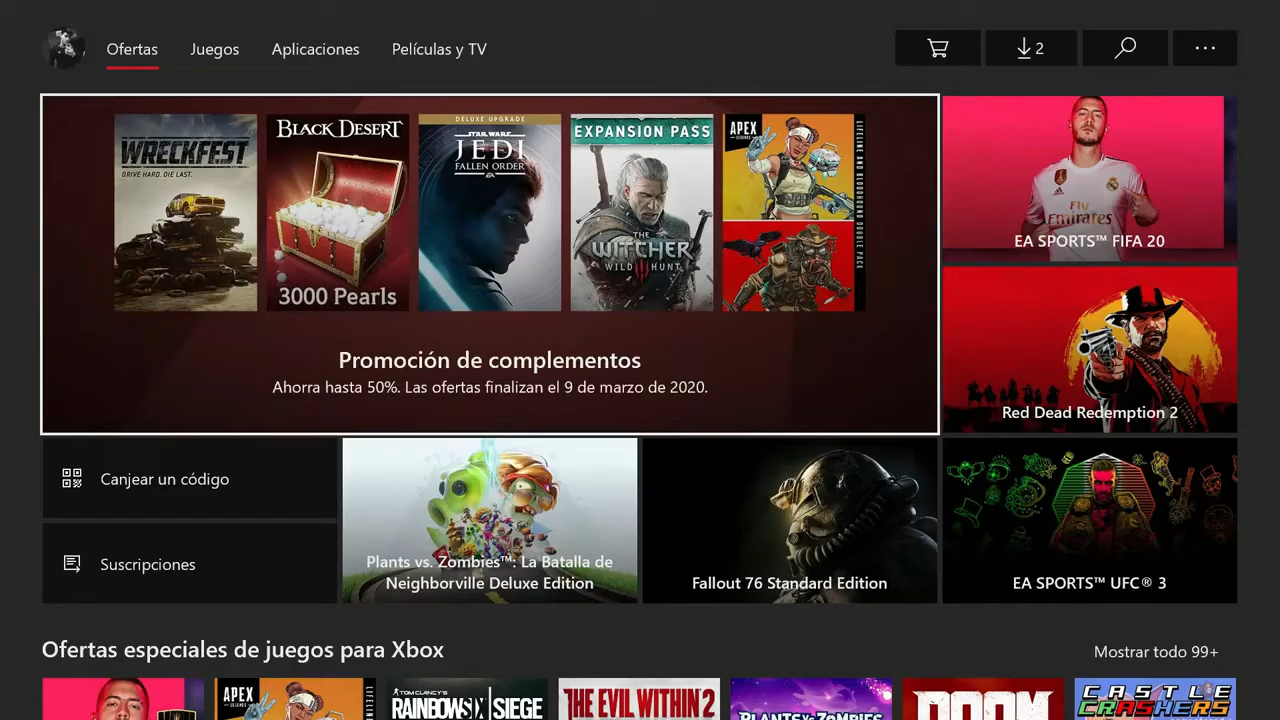 Ofertas
Juegos
Aplicaciones
Películas y TV
2
WRECKFEST
DRIVE HARD. DIE LAST.
BLACK DESERT
3000 Pearls
DELUXE UPGRADE
STAR WARS
JEDI
FALLEN ORDER
EA
EXPANSION PASS
THE
WITCHER
WILD HUNT
APEX
LEGENDS
LIFELINE AND BLOODHOUND DOUBLE PACK
Promoción de complementos
Ahorra hasta 50%. Las ofertas finalizan el 9 de marzo de 2020.
Fly
Emirates
EA SPORTS™ FIFA 20
Red Dead Redemption 2
Canjear un código
Suscripciones
Plants vs. Zombies™: La Batalla de
Neighborville Deluxe Edition
Fallout 76 Standard Edition
EA SPORTS™ UFC® 3
Ofertas especiales de juegos para Xbox
Mostrar todo 99+
APEX
LEGENDS
TOM CLANCY'S
RAINBOWSIX SIEGE
THE EVIL WITHIN 2
PLANTS VS. ZOMBIES
DOOM
CASTLE
CRASHERS